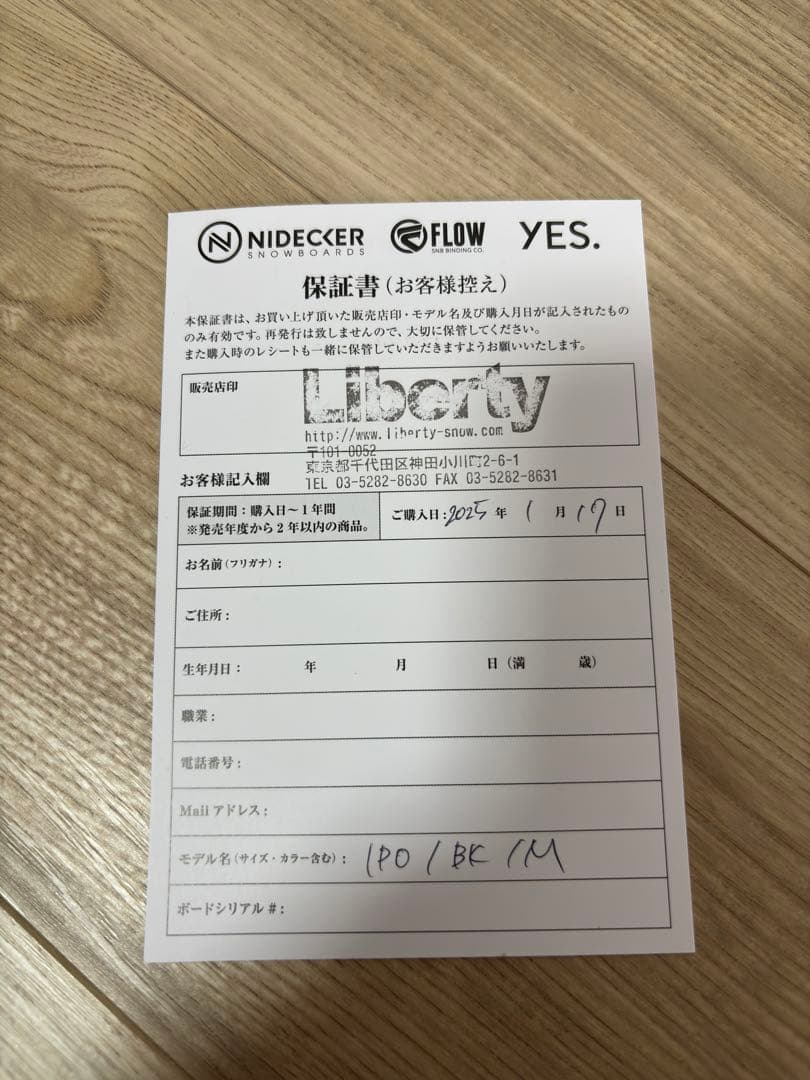 NIDECKER SNOWBOARDS FLOW SNB BINDING CO. YES.
保証書(お客様控え)
本保証書は、お買い上げ頂いた販売店印・モデル名及び購入月日が記入されたもの
のみ有効です。再発行は致しませんので、大切に保管してください。
また購入時のレシートも一緒に保管していただきますようお願いいたします。
販売店印
Liberty
http://www.liberty-snow.com
〒101-0052
東京都千代田区神田小川町2-6-1
TEL 03-5282-8630 FAX 03-5282-8631
お客様記入欄
保証期間:購入日〜1年間
※発売年度から2年以内の商品。
ご購入日:2025年 1月 17日
お名前(フリガナ):
ご住所:
生年月日: 年 月 日(満 歳)
職業:
電話番号:
Mailアドレス:
モデル名(サイズ・カラー含む): IPO / BK / M
ボードシリアル#: